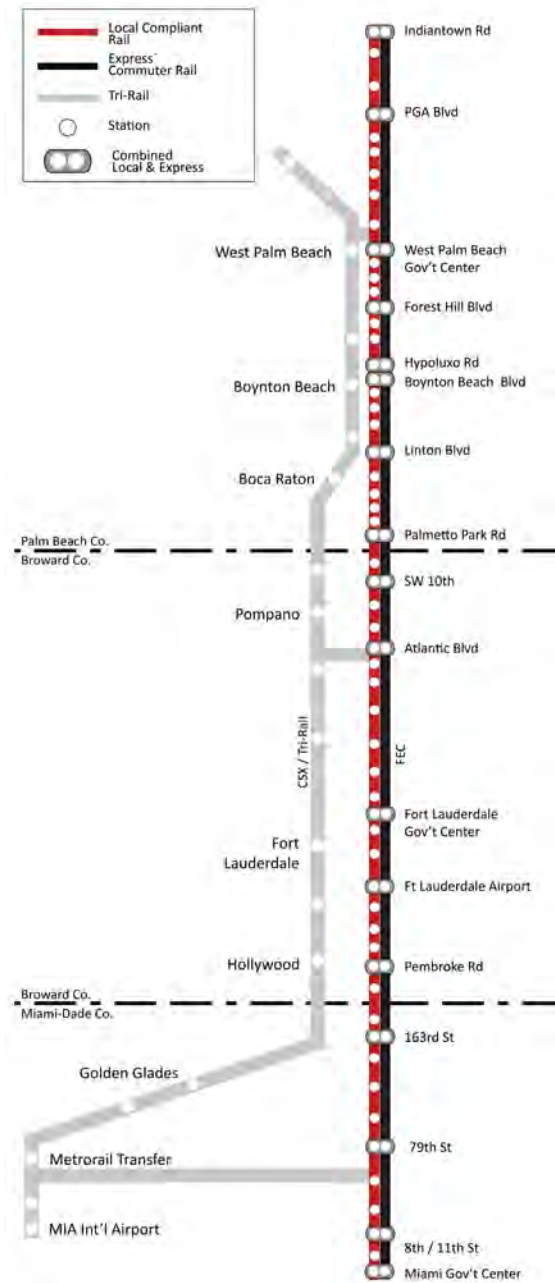 Local Compliant
Rail
Express
Commuter Rail
Tri-Rail
Station
Combined
Local & Express
Indiantown Rd
PGA Blvd
West Palm Beach
West Palm Beach
Gov't Center
Forest Hill Blvd
Hypoluxo Rd
Boynton Beach
Boynton Beach Blvd
Linton Blvd
Boca Raton
Palm Beach Co.
Palmetto Park Rd
Broward Co.
SW 10th
Pompano
Atlantic Blvd
CSX / Tri-Rail
FEC
Fort Lauderdale
Gov't Center
Fort
Lauderdale
Ft Lauderdale Airport
Hollywood
Pembroke Rd
Broward Co.
Miami-Dade Co.
163rd St
Golden Glades
79th St
Metrorail Transfer
MIA Int'l Airport
8th / 11th St
Miami Gov't Center